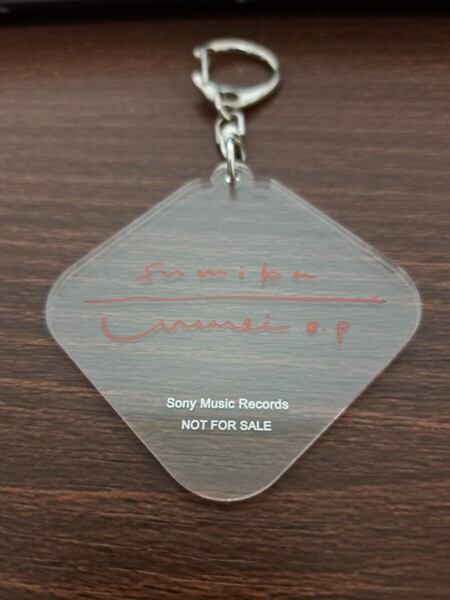 sumika
Unmei e.p
Sony Music Records
NOT FOR SALE